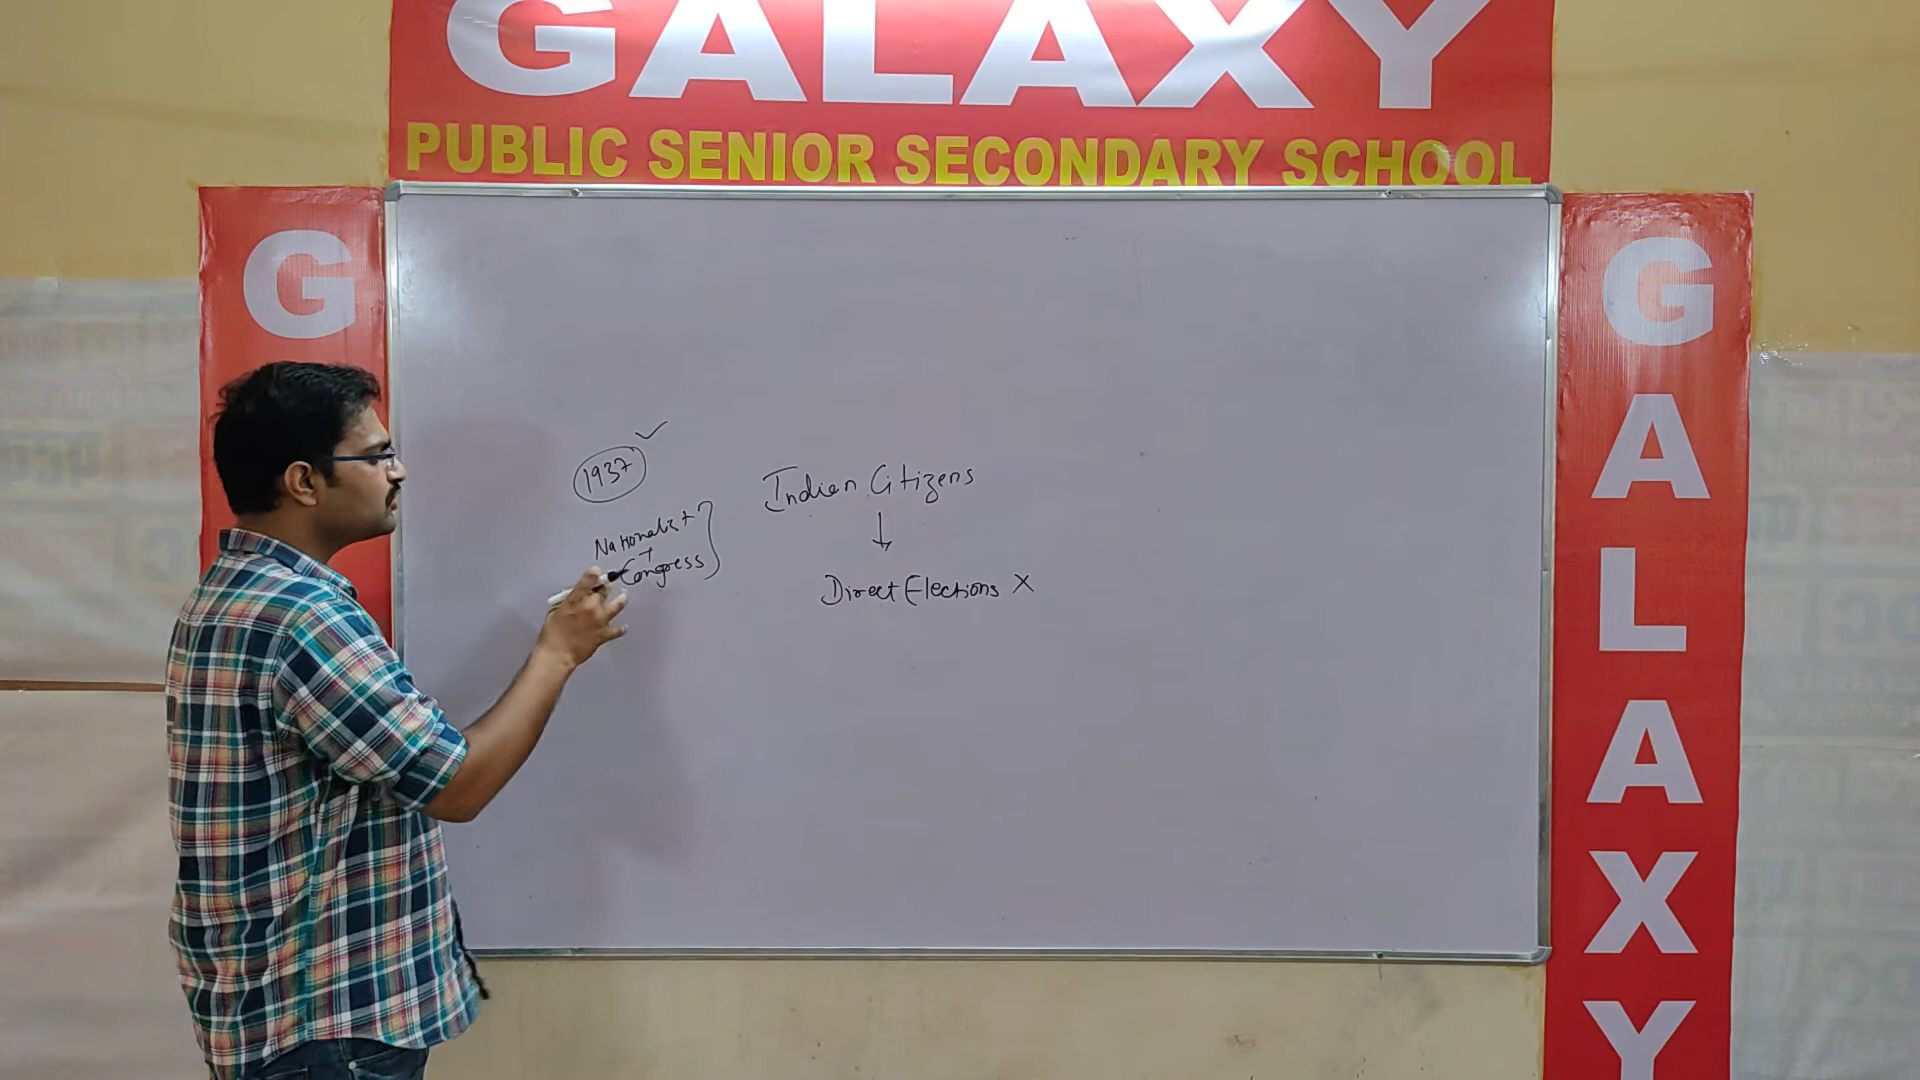 GALAXY
PUBLIC SENIOR SECONDARY SCHOOL
G
1937
Nationalist
+
Congress
Indian Citizens
Direct Elections X
G
A
L
A
X
Y